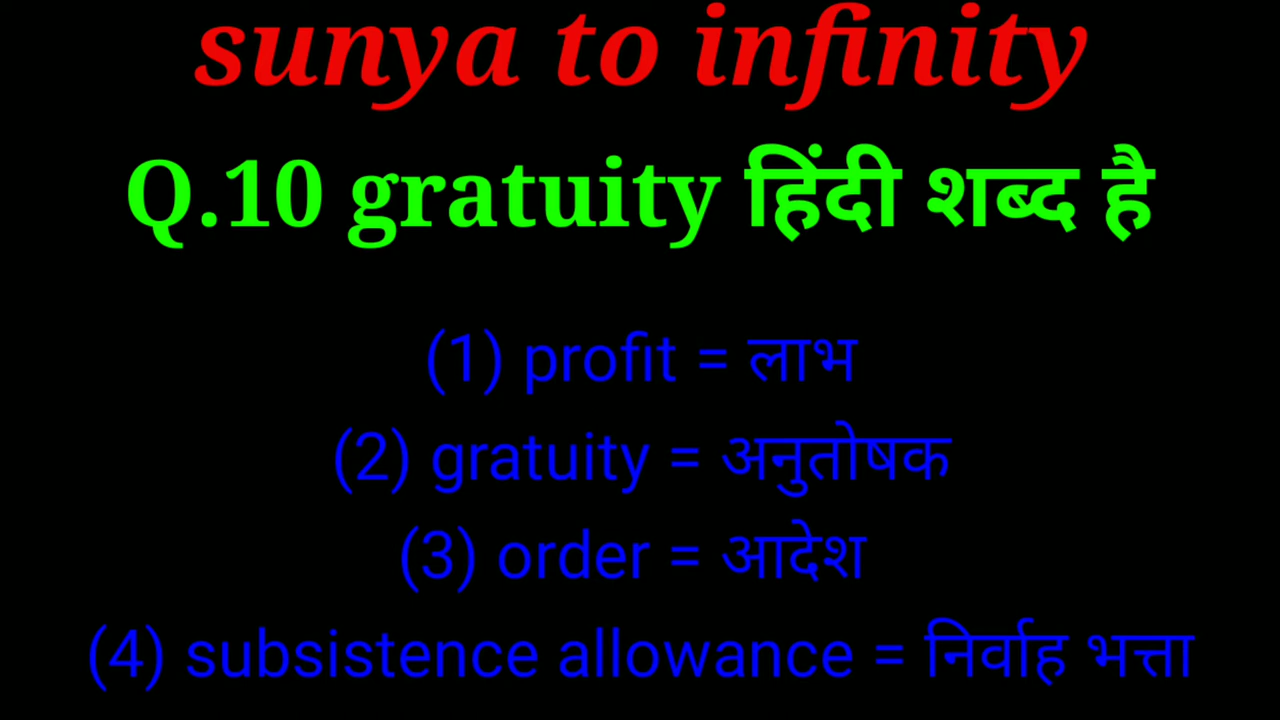 sunya to infinity
Q.10 gratuity हिंदी शब्द है
(1) profit = लाभ
(2) gratuity = अनुतोषक
(3) order = आदेश
(4) subsistence allowance = निर्वाह भत्ता